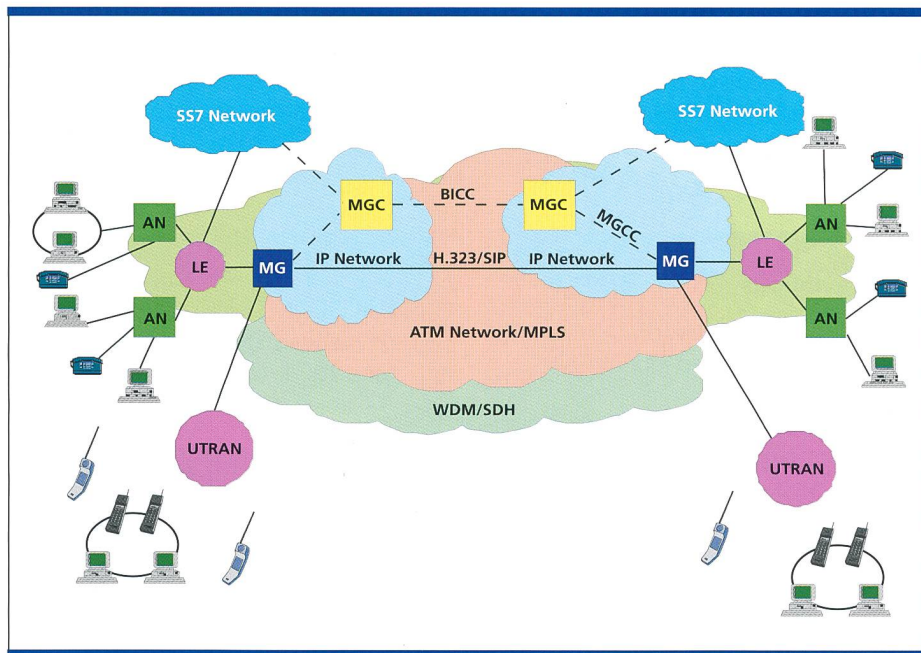 SS7 Network
SS7 Network
MGC
BICC
MGC
MGCC
AN
AN
LE
MG
IP Network
H.323/SIP
IP Network
MG
LE
AN
ATM Network/MPLS
AN
WDM/SDH
UTRAN
UTRAN